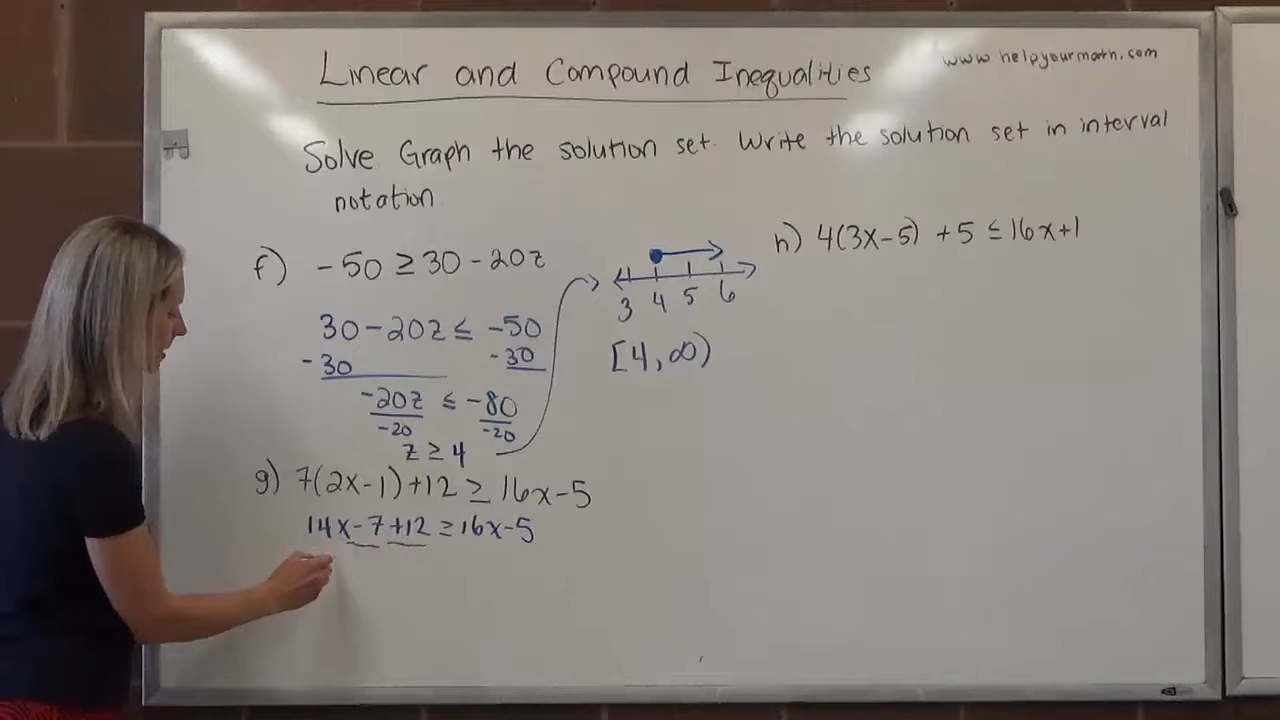 www.helpyourmath.com
Linear and Compound Inequalities
Solve Graph the solution set. Write the solution set in interval
notation
f) -50 ≥ 30 - 20z
30 - 20z ≤ -50
-30 -30
-20z ≤ -80
-20 -20
z ≥ 4
3 4 5 6
[4, ∞)
g) 7(2x-1) + 12 ≥ 16x - 5
14x - 7 + 12 ≥ 16x - 5
h) 4(3x-5) + 5 ≤ 16x + 1